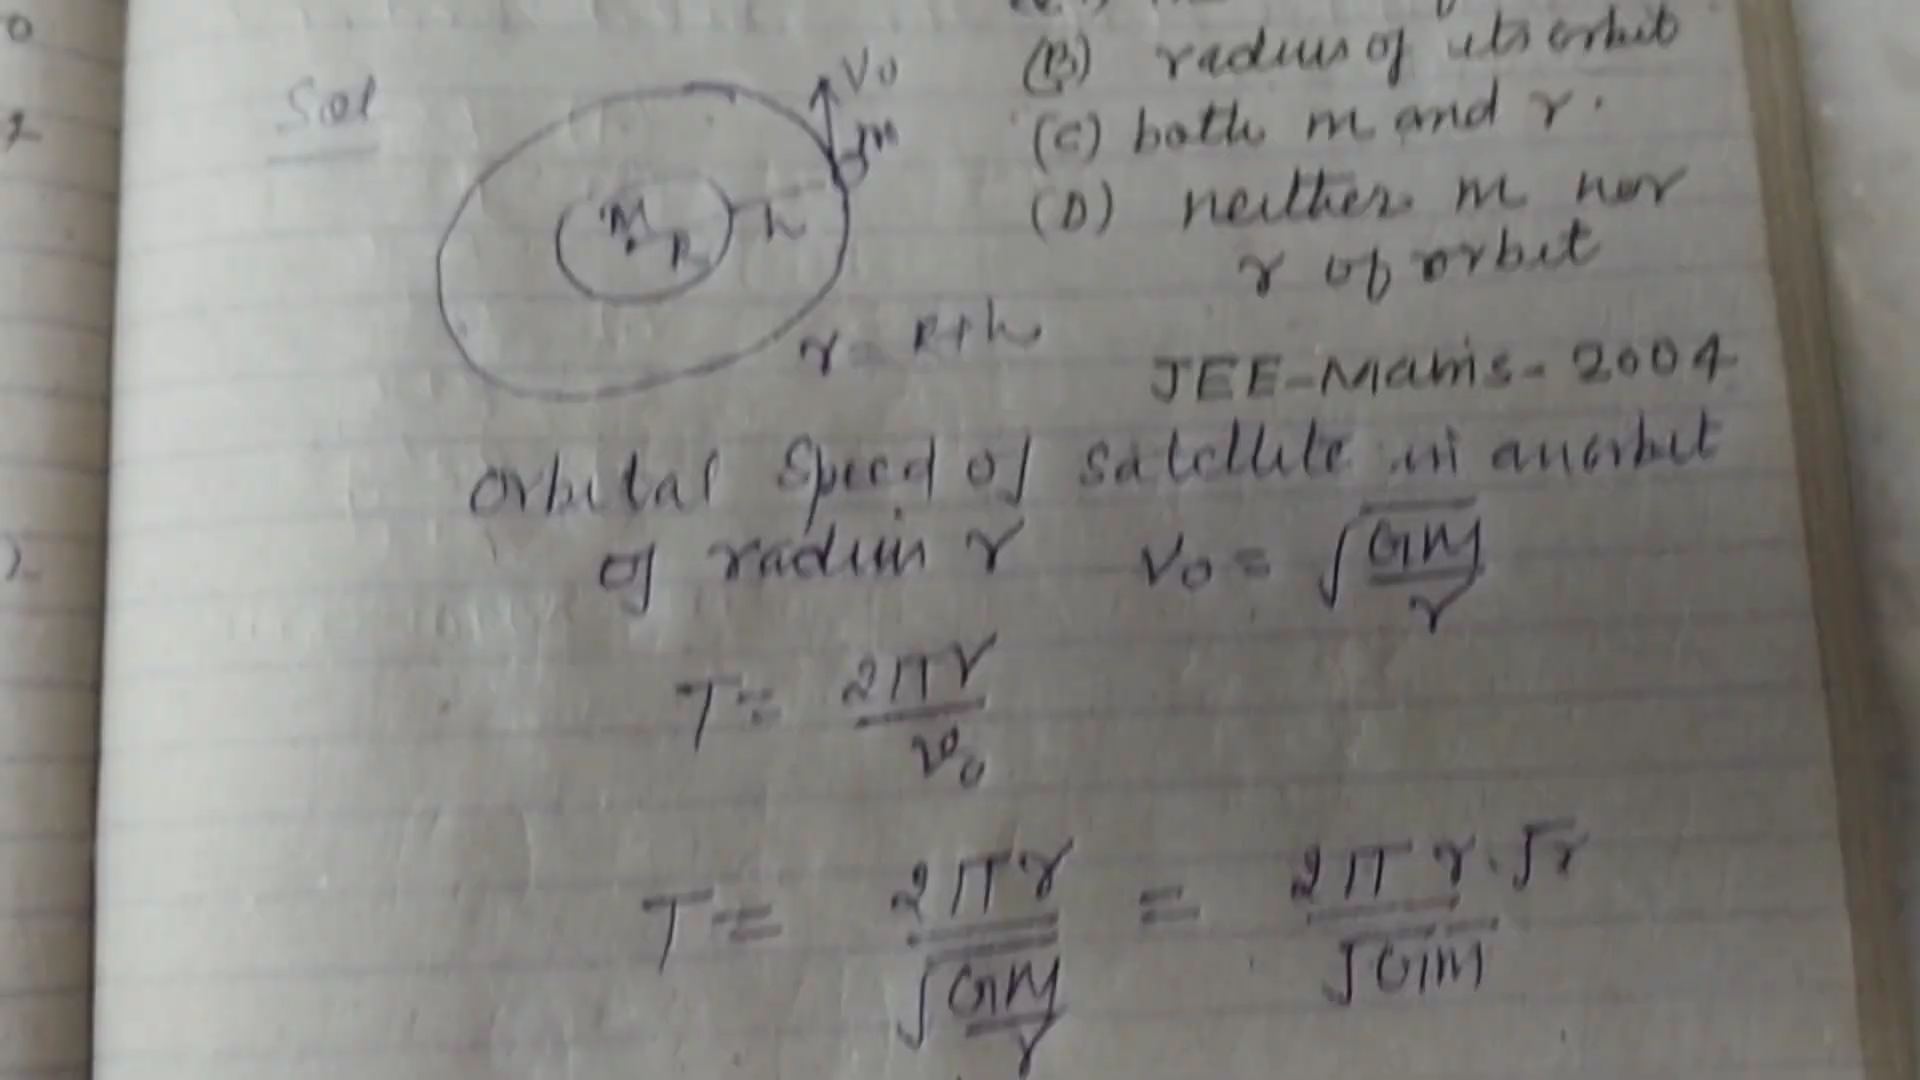 (B) radius of its orbit
(C) both m and r.
(D) neither m nor
r of orbit
JEE-Mains-2004
Sol
V₀
m
M
R
h
r = R+h
Orbital Speed of Satellite in an orbit
of radius r V₀ = √(GM/r)
T = 2πr/v₀
T = 2πr/√(GM/r) = 2πr.√r/√GM